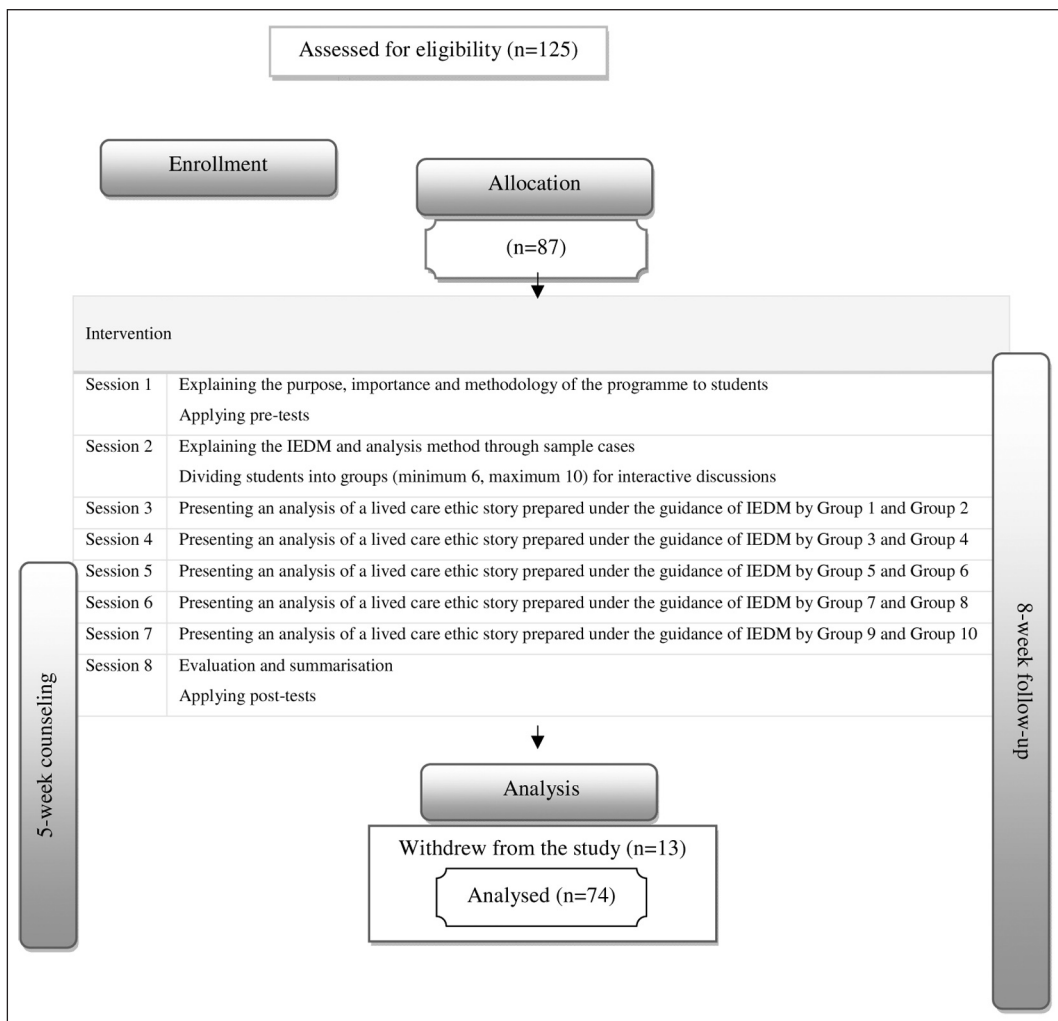 Assessed for eligibility (n=125)
Enrollment
Allocation
(n=87)
Intervention
Session 1 Explaining the purpose, importance and methodology of the programme to students
Applying pre-tests
Session 2 Explaining the IEDM and analysis method through sample cases
Dividing students into groups (minimum 6, maximum 10) for interactive discussions
Session 3 Presenting an analysis of a lived care ethic story prepared under the guidance of IEDM by Group 1 and Group 2
Session 4 Presenting an analysis of a lived care ethic story prepared under the guidance of IEDM by Group 3 and Group 4
Session 5 Presenting an analysis of a lived care ethic story prepared under the guidance of IEDM by Group 5 and Group 6
Session 6 Presenting an analysis of a lived care ethic story prepared under the guidance of IEDM by Group 7 and Group 8
Session 7 Presenting an analysis of a lived care ethic story prepared under the guidance of IEDM by Group 9 and Group 10
Session 8 Evaluation and summarisation
Applying post-tests
5-week counseling
8-week follow-up
Analysis
Withdrew from the study (n=13)
Analysed (n=74)